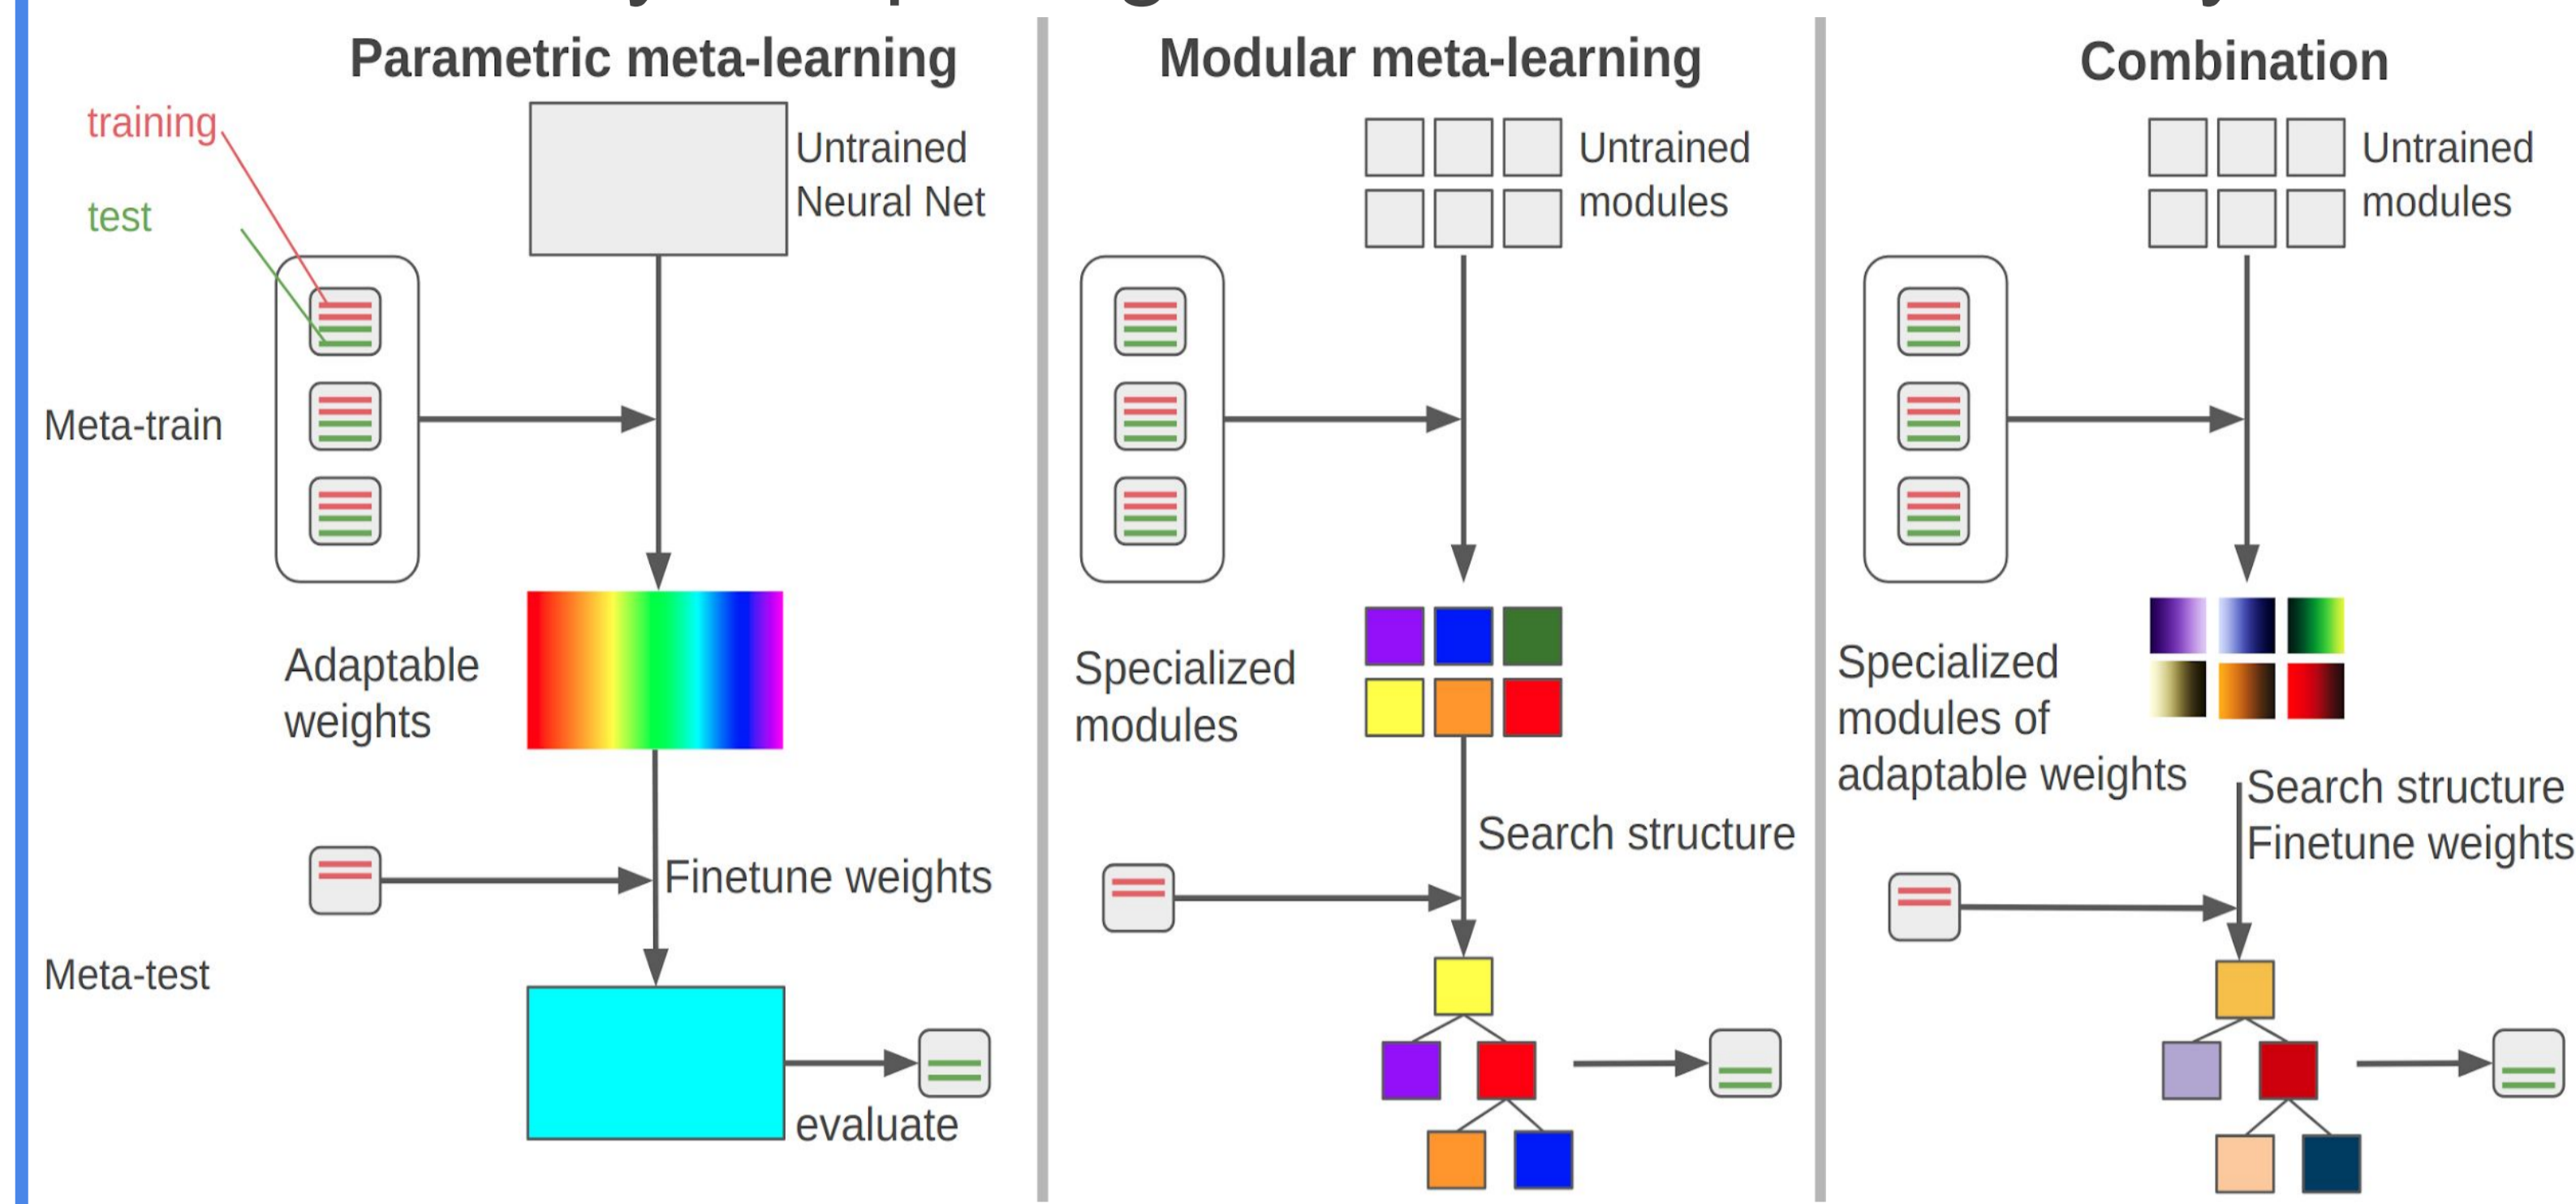 Parametric meta-learning
training
test
Untrained
Neural Net
Meta-train
Adaptable
weights
Finetune weights
Meta-test
evaluate
Modular meta-learning
Untrained
modules
Specialized
modules
Search structure
Combination
Untrained
modules
Specialized
modules of
adaptable weights
Search structure
Finetune weights